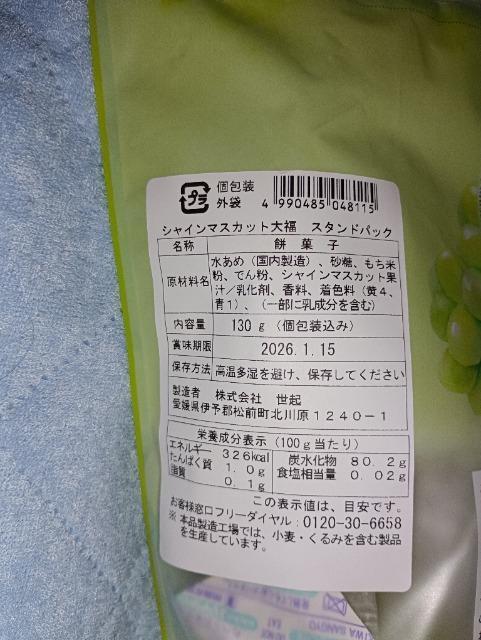 プラ
個包装
外袋
4 990485 048115
シャインマスカット大福　スタンドパック
名称　餅菓子
原材料名　水あめ（国内製造）、砂糖、もち米
粉、でん粉、シャインマスカット果
汁／乳化剤、香料、着色料（黄４、
青１）、（一部に乳成分を含む）
内容量　130ｇ（個包装込み）
賞味期限　2026.1.15
保存方法　高温多湿を避け、保存してください
製造者　株式会社　世起
愛媛県伊予郡松前町北川原１２４０－１
栄養成分表示（100ｇ当たり）
エネルギー　326kcal　炭水化物　80.2g
たんぱく質　1.0g　食塩相当量　0.02g
脂質　0.1g
この表示値は、目安です。
お客様窓口フリーダイヤル：0120-30-6658
※本品製造工場では、小麦・くるみを含む製品
を生産しています。